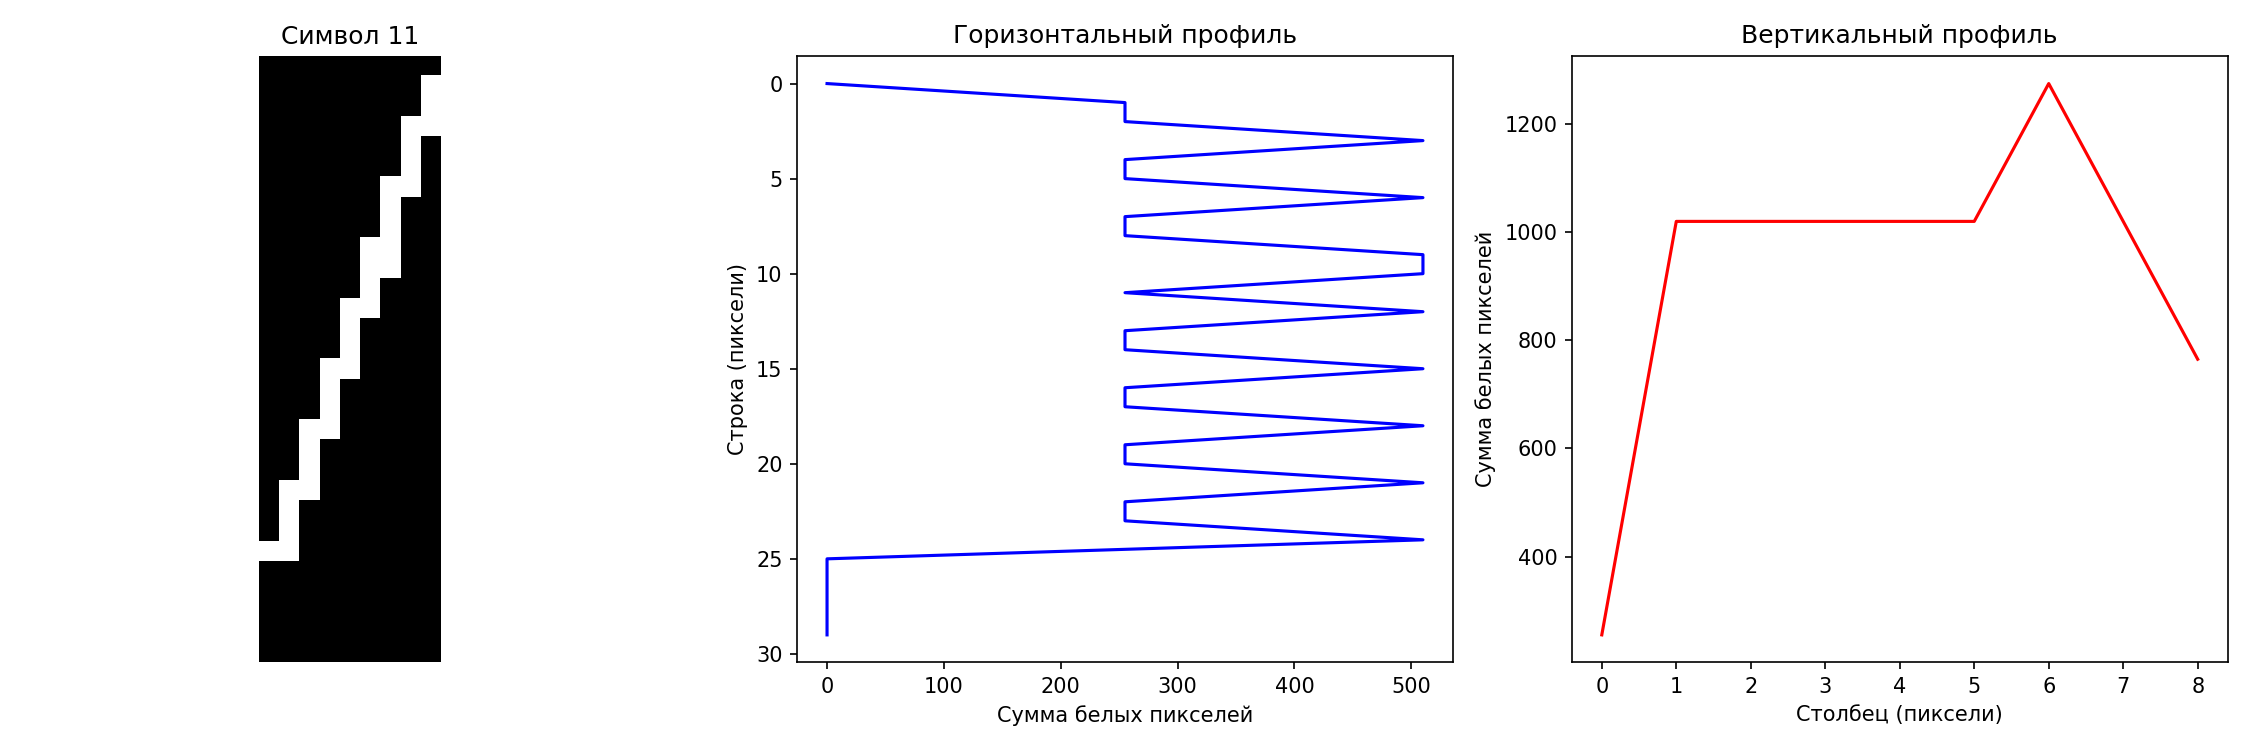 Символ 11
Горизонтальный профиль
Строка (пиксели)
0
5
10
15
20
25
30
0 100 200 300 400 500
Сумма белых пикселей
Вертикальный профиль
Сумма белых пикселей
1200
1000
800
600
400
0 1 2 3 4 5 6 7 8
Столбец (пиксели)